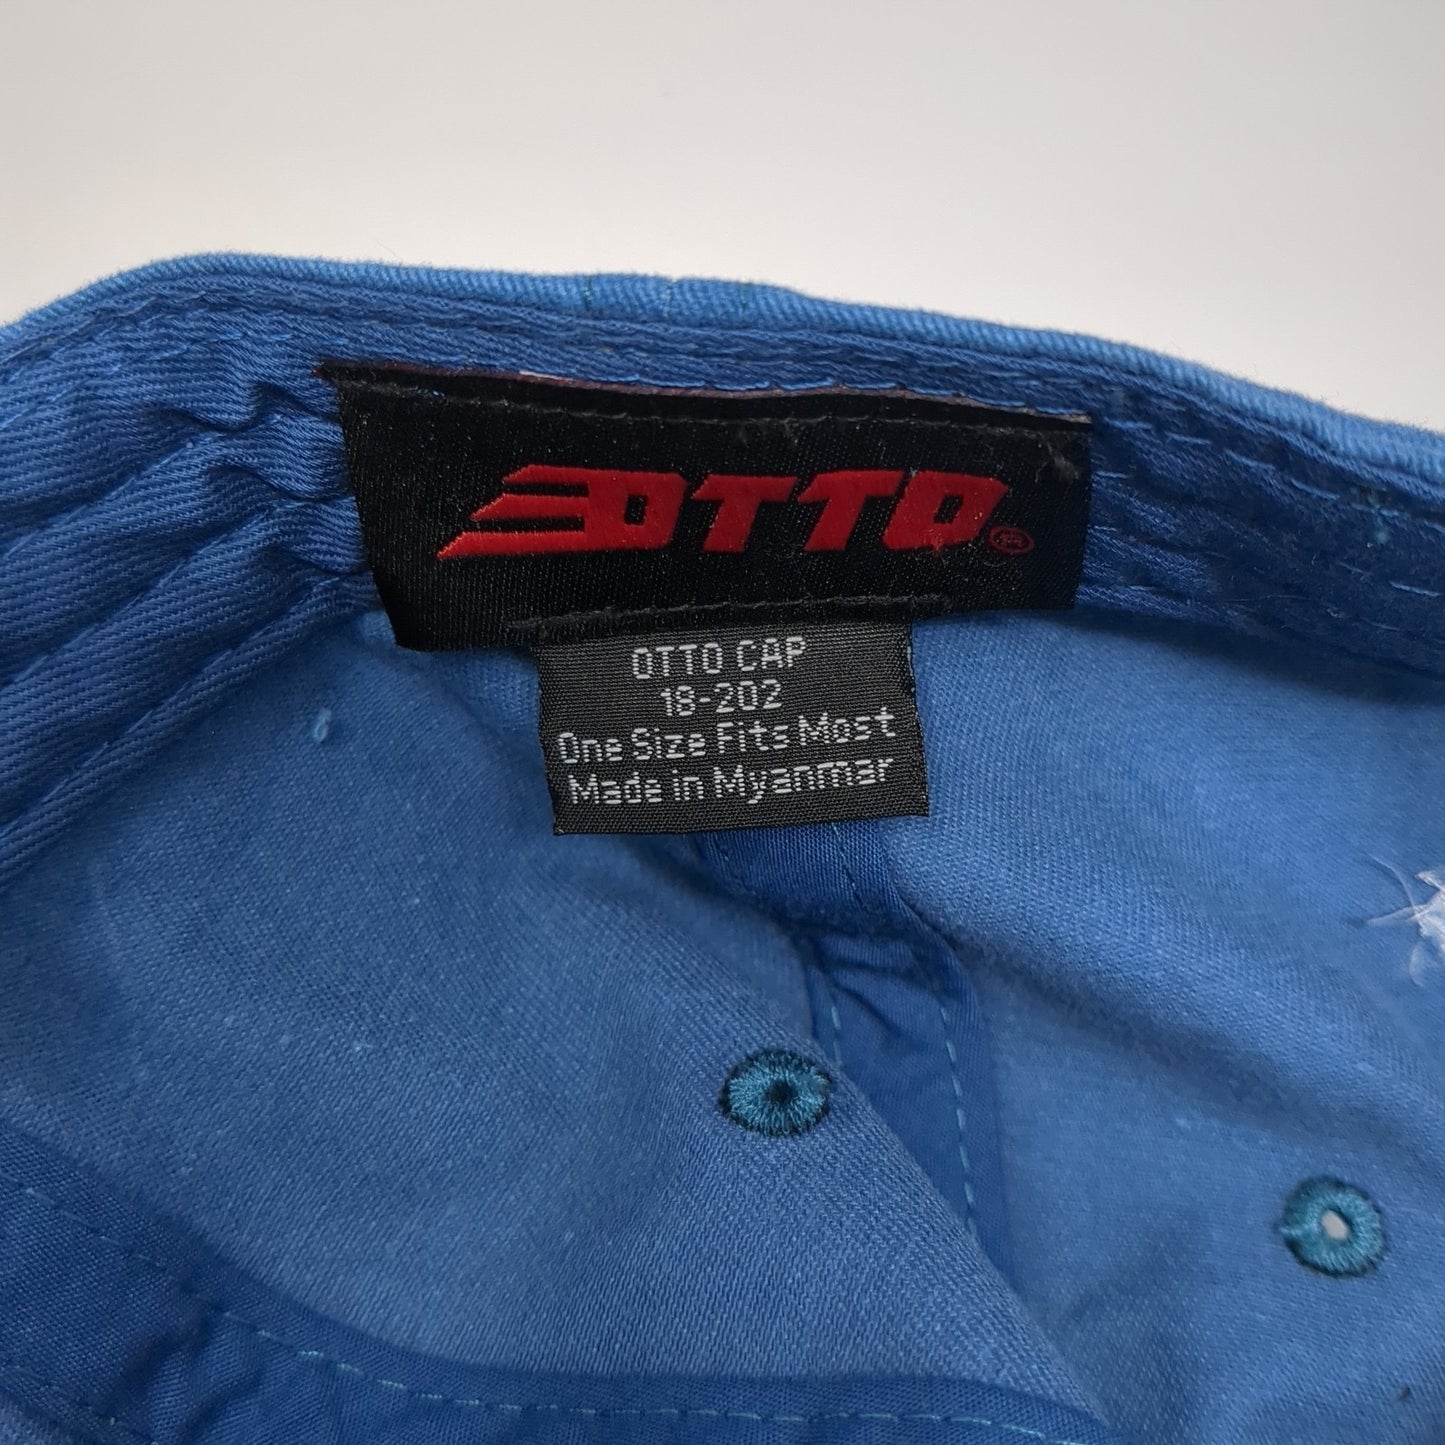 OTTO
OTTO CAP
18-202
One Size Fits Most
Made in Myanmar